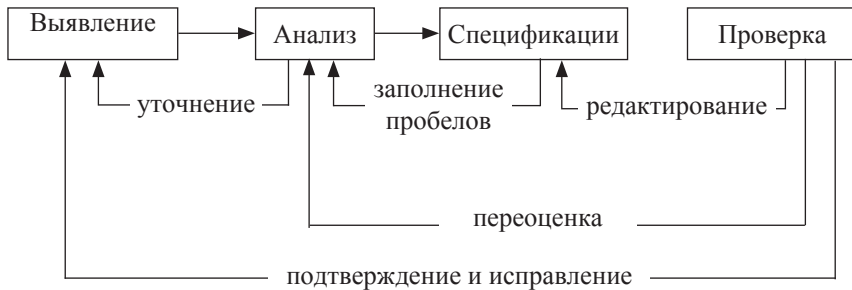 Выявление
Анализ
Спецификации
Проверка
уточнение
заполнение
пробелов
редактирование
переоценка
подтверждение и исправление